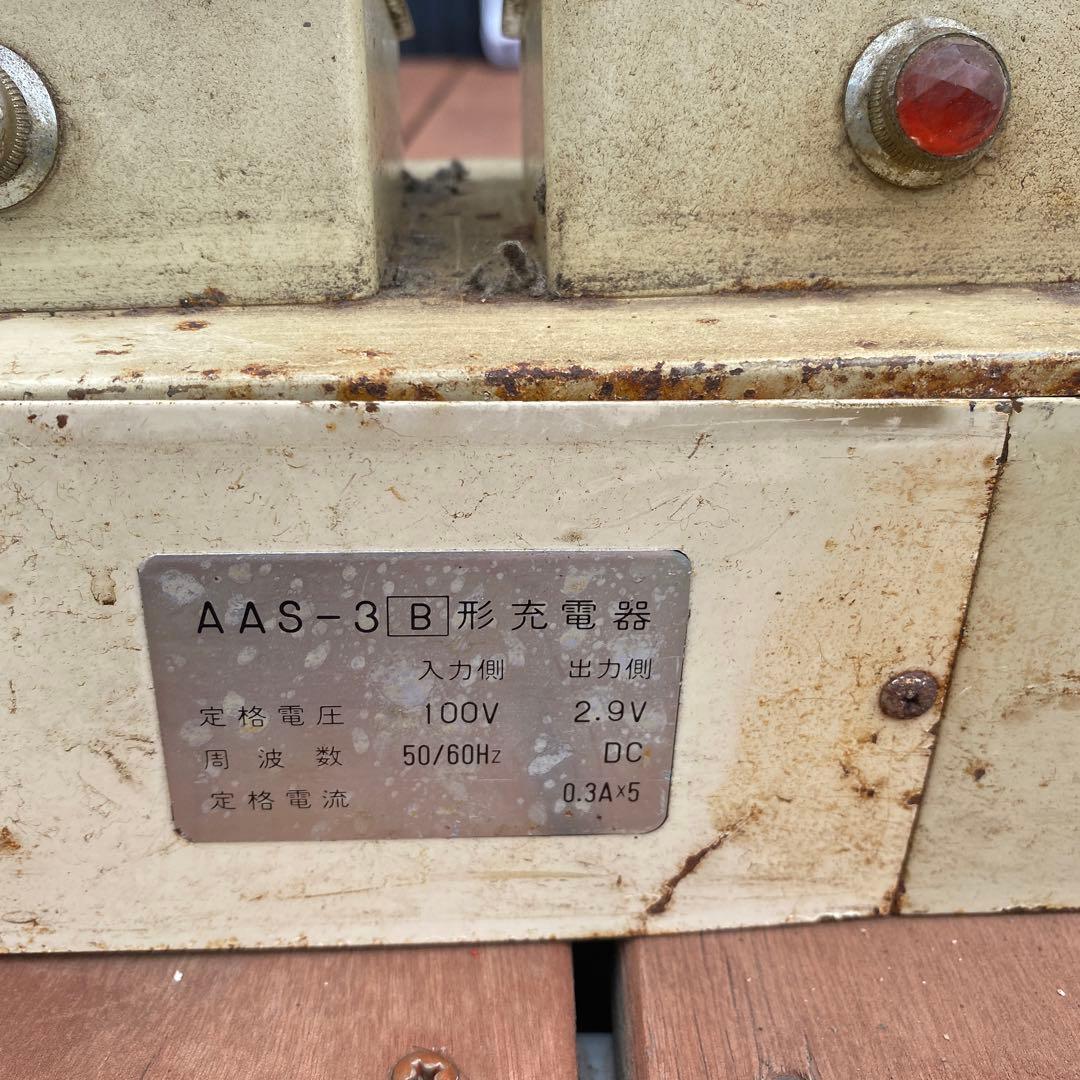 AAS-3B形充電器
入力側 出力側
定格電圧 100V 2.9V
周波数 50/60Hz DC
定格電流 0.3A×5